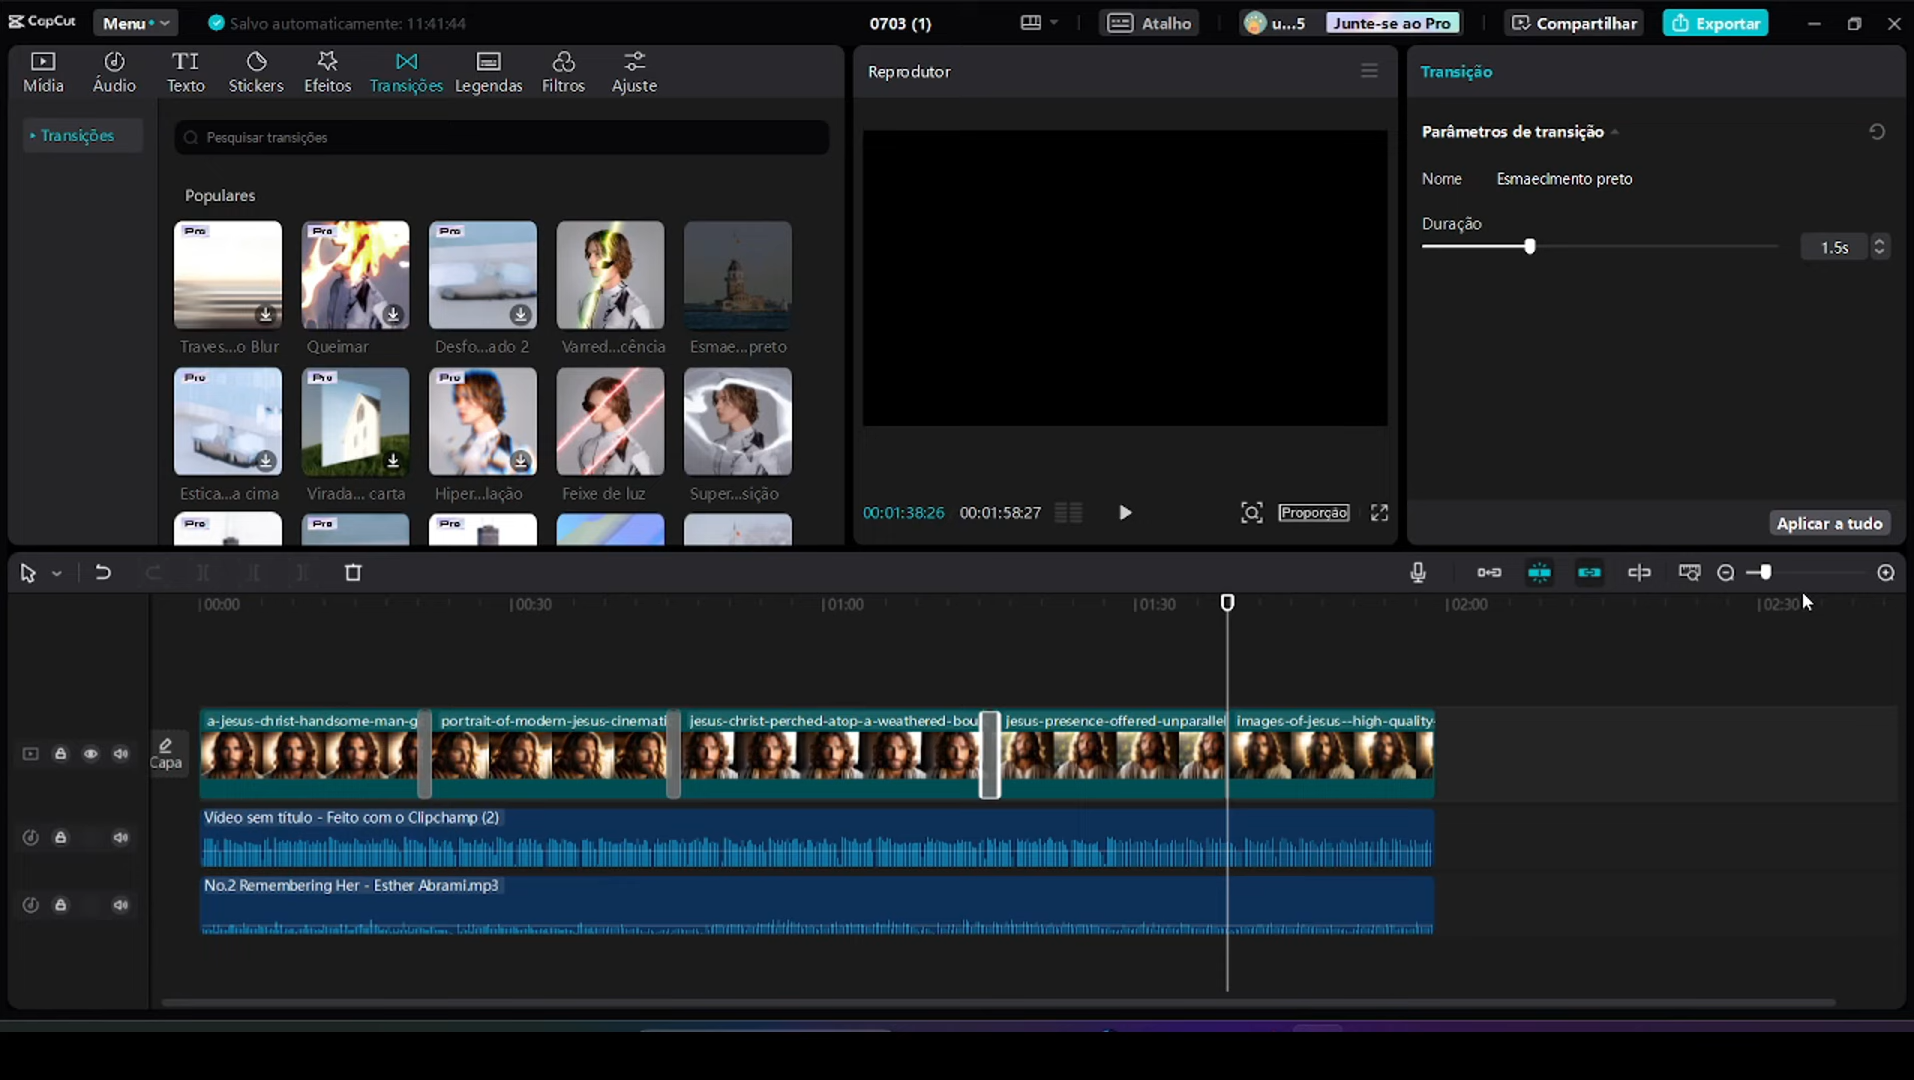 CapCut
Menu
Salvo automaticamente: 11:41:44
0703 (1)
Atalho
u...5
Junte-se ao Pro
Compartilhar
Exportar
Mídia
Áudio
Texto
Stickers
Efeitos
Transições
Legendas
Filtros
Ajuste
Transições
Pesquisar transições
Populares
Pro
Pro
Pro
Traves...o Blur
Queimar
Desfo...ado 2
Varred...cência
Esmae...preto
Pro
Pro
Pro
Estica...a cima
Virada... carta
Hiper...lação
Feixe de luz
Super...sição
Pro
Pro
Pro
Reprodutor
00:01:38:26
00:01:58:27
Proporção
Transição
Parâmetros de transição
Nome
Esmaecimento preto
Duração
1.5s
Aplicar a tudo
00:00
00:30
01:00
01:30
02:00
02:30
Capa
a-jesus-christ-handsome-man-g
portrait-of-modern-jesus-cinemati
jesus-christ-perched-atop-a-weathered-bou
jesus-presence-offered-unparallel
images-of-jesus--high-quality-
Vídeo sem título - Feito com o Clipchamp (2)
No.2 Remembering Her - Esther Abrami.mp3